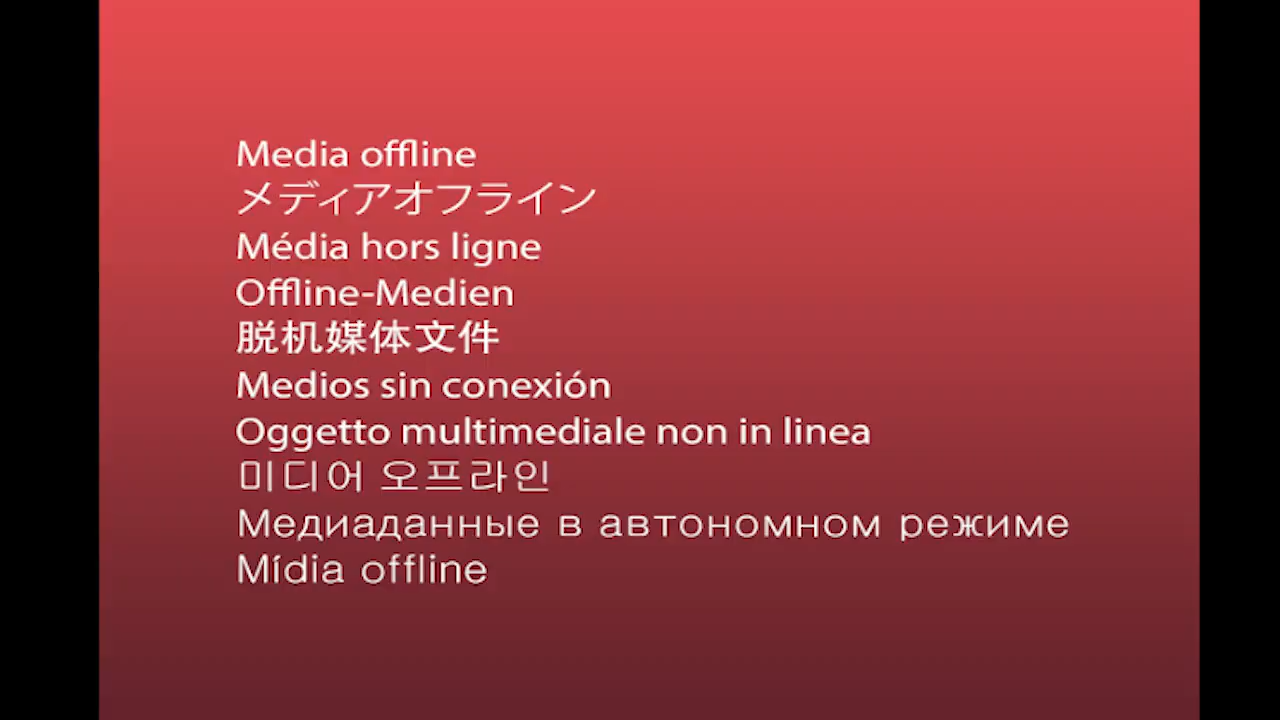 Media offline
メディアオフライン
Média hors ligne
Offline-Medien
脱机媒体文件
Medios sin conexión
Oggetto multimediale non in linea
미디어 오프라인
Медиаданные в автономном режиме
Mídia offline